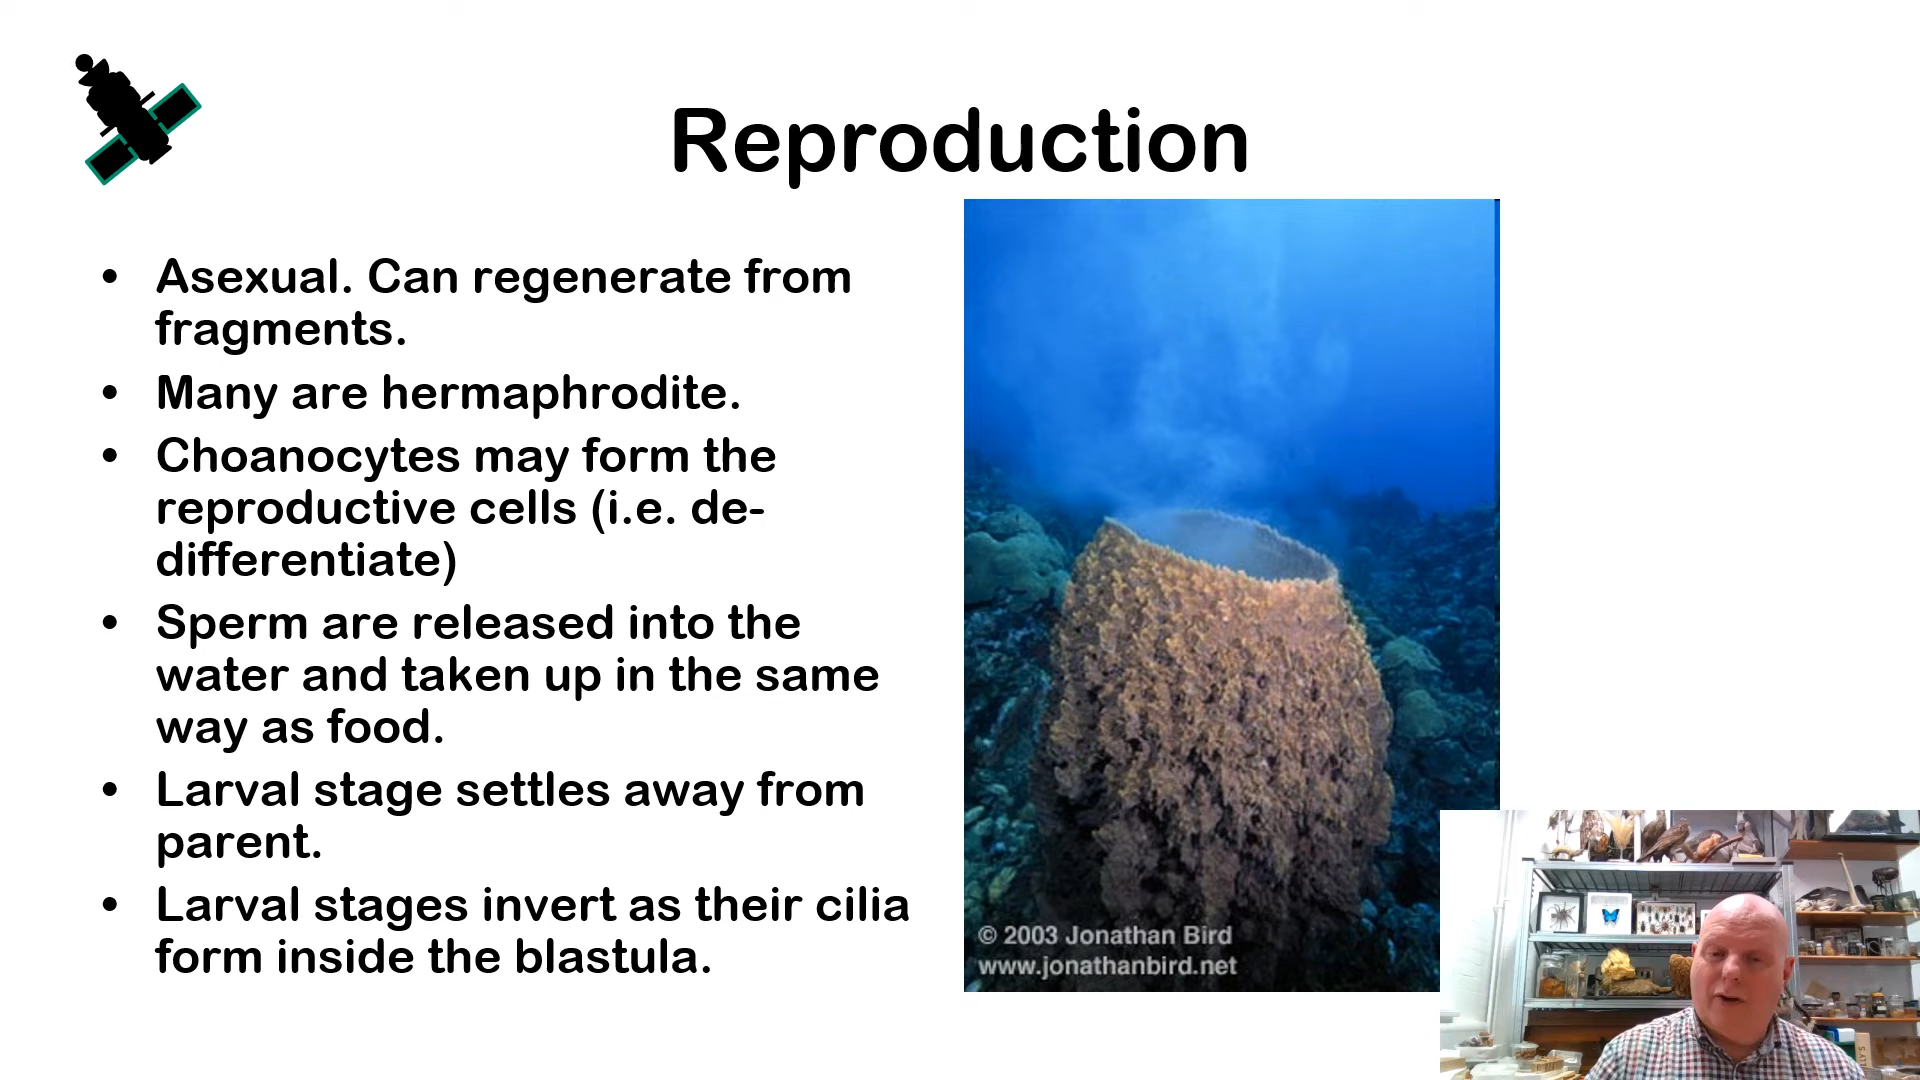 Reproduction
• Asexual. Can regenerate from
fragments.
• Many are hermaphrodite.
• Choanocytes may form the
reproductive cells (i.e. de-
differentiate)
• Sperm are released into the
water and taken up in the same
way as food.
• Larval stage settles away from
parent.
• Larval stages invert as their cilia
form inside the blastula.
© 2003 Jonathan Bird
www.jonathanbird.net